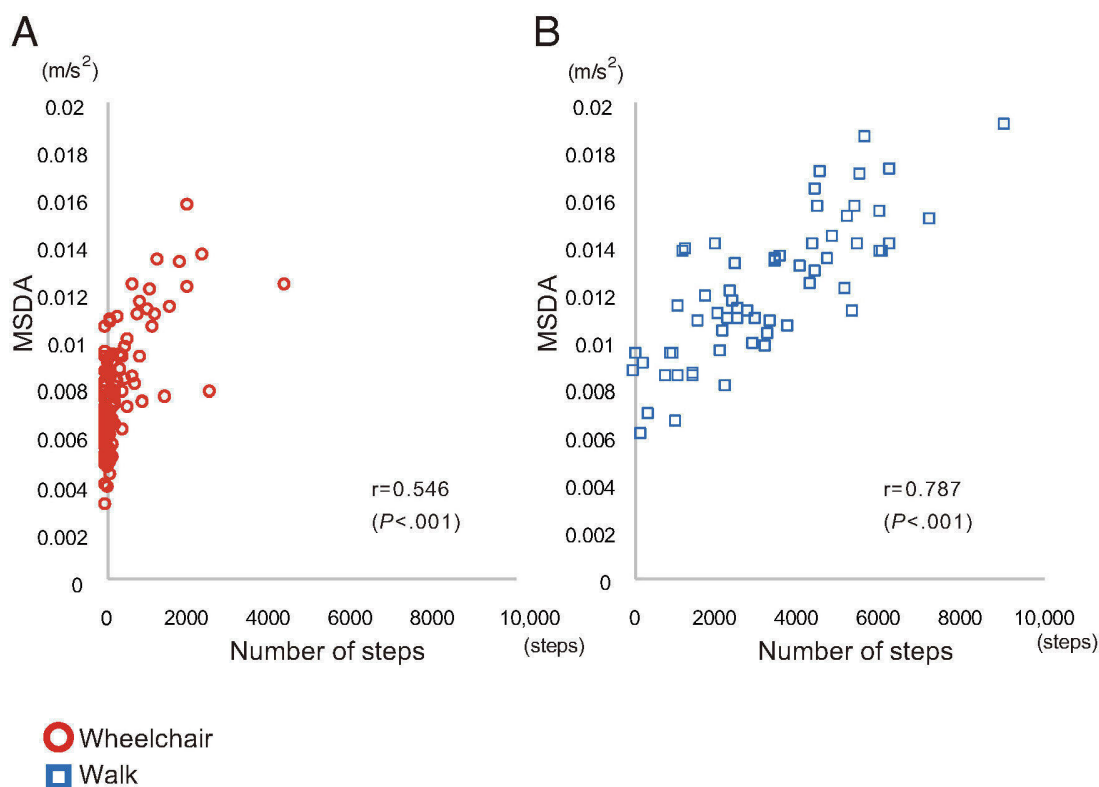 A
(m/s²)
0.02
0.018
0.016
0.014
0.012
0.01
0.008
0.006
0.004
0.002
0
MSDA
r=0.546
(P<.001)
0 2000 4000 6000 8000 10,000
Number of steps (steps)
B
(m/s²)
0.02
0.018
0.016
0.014
0.012
0.01
0.008
0.006
0.004
0.002
0
MSDA
r=0.787
(P<.001)
0 2000 4000 6000 8000 10,000
Number of steps (steps)
Wheelchair
Walk